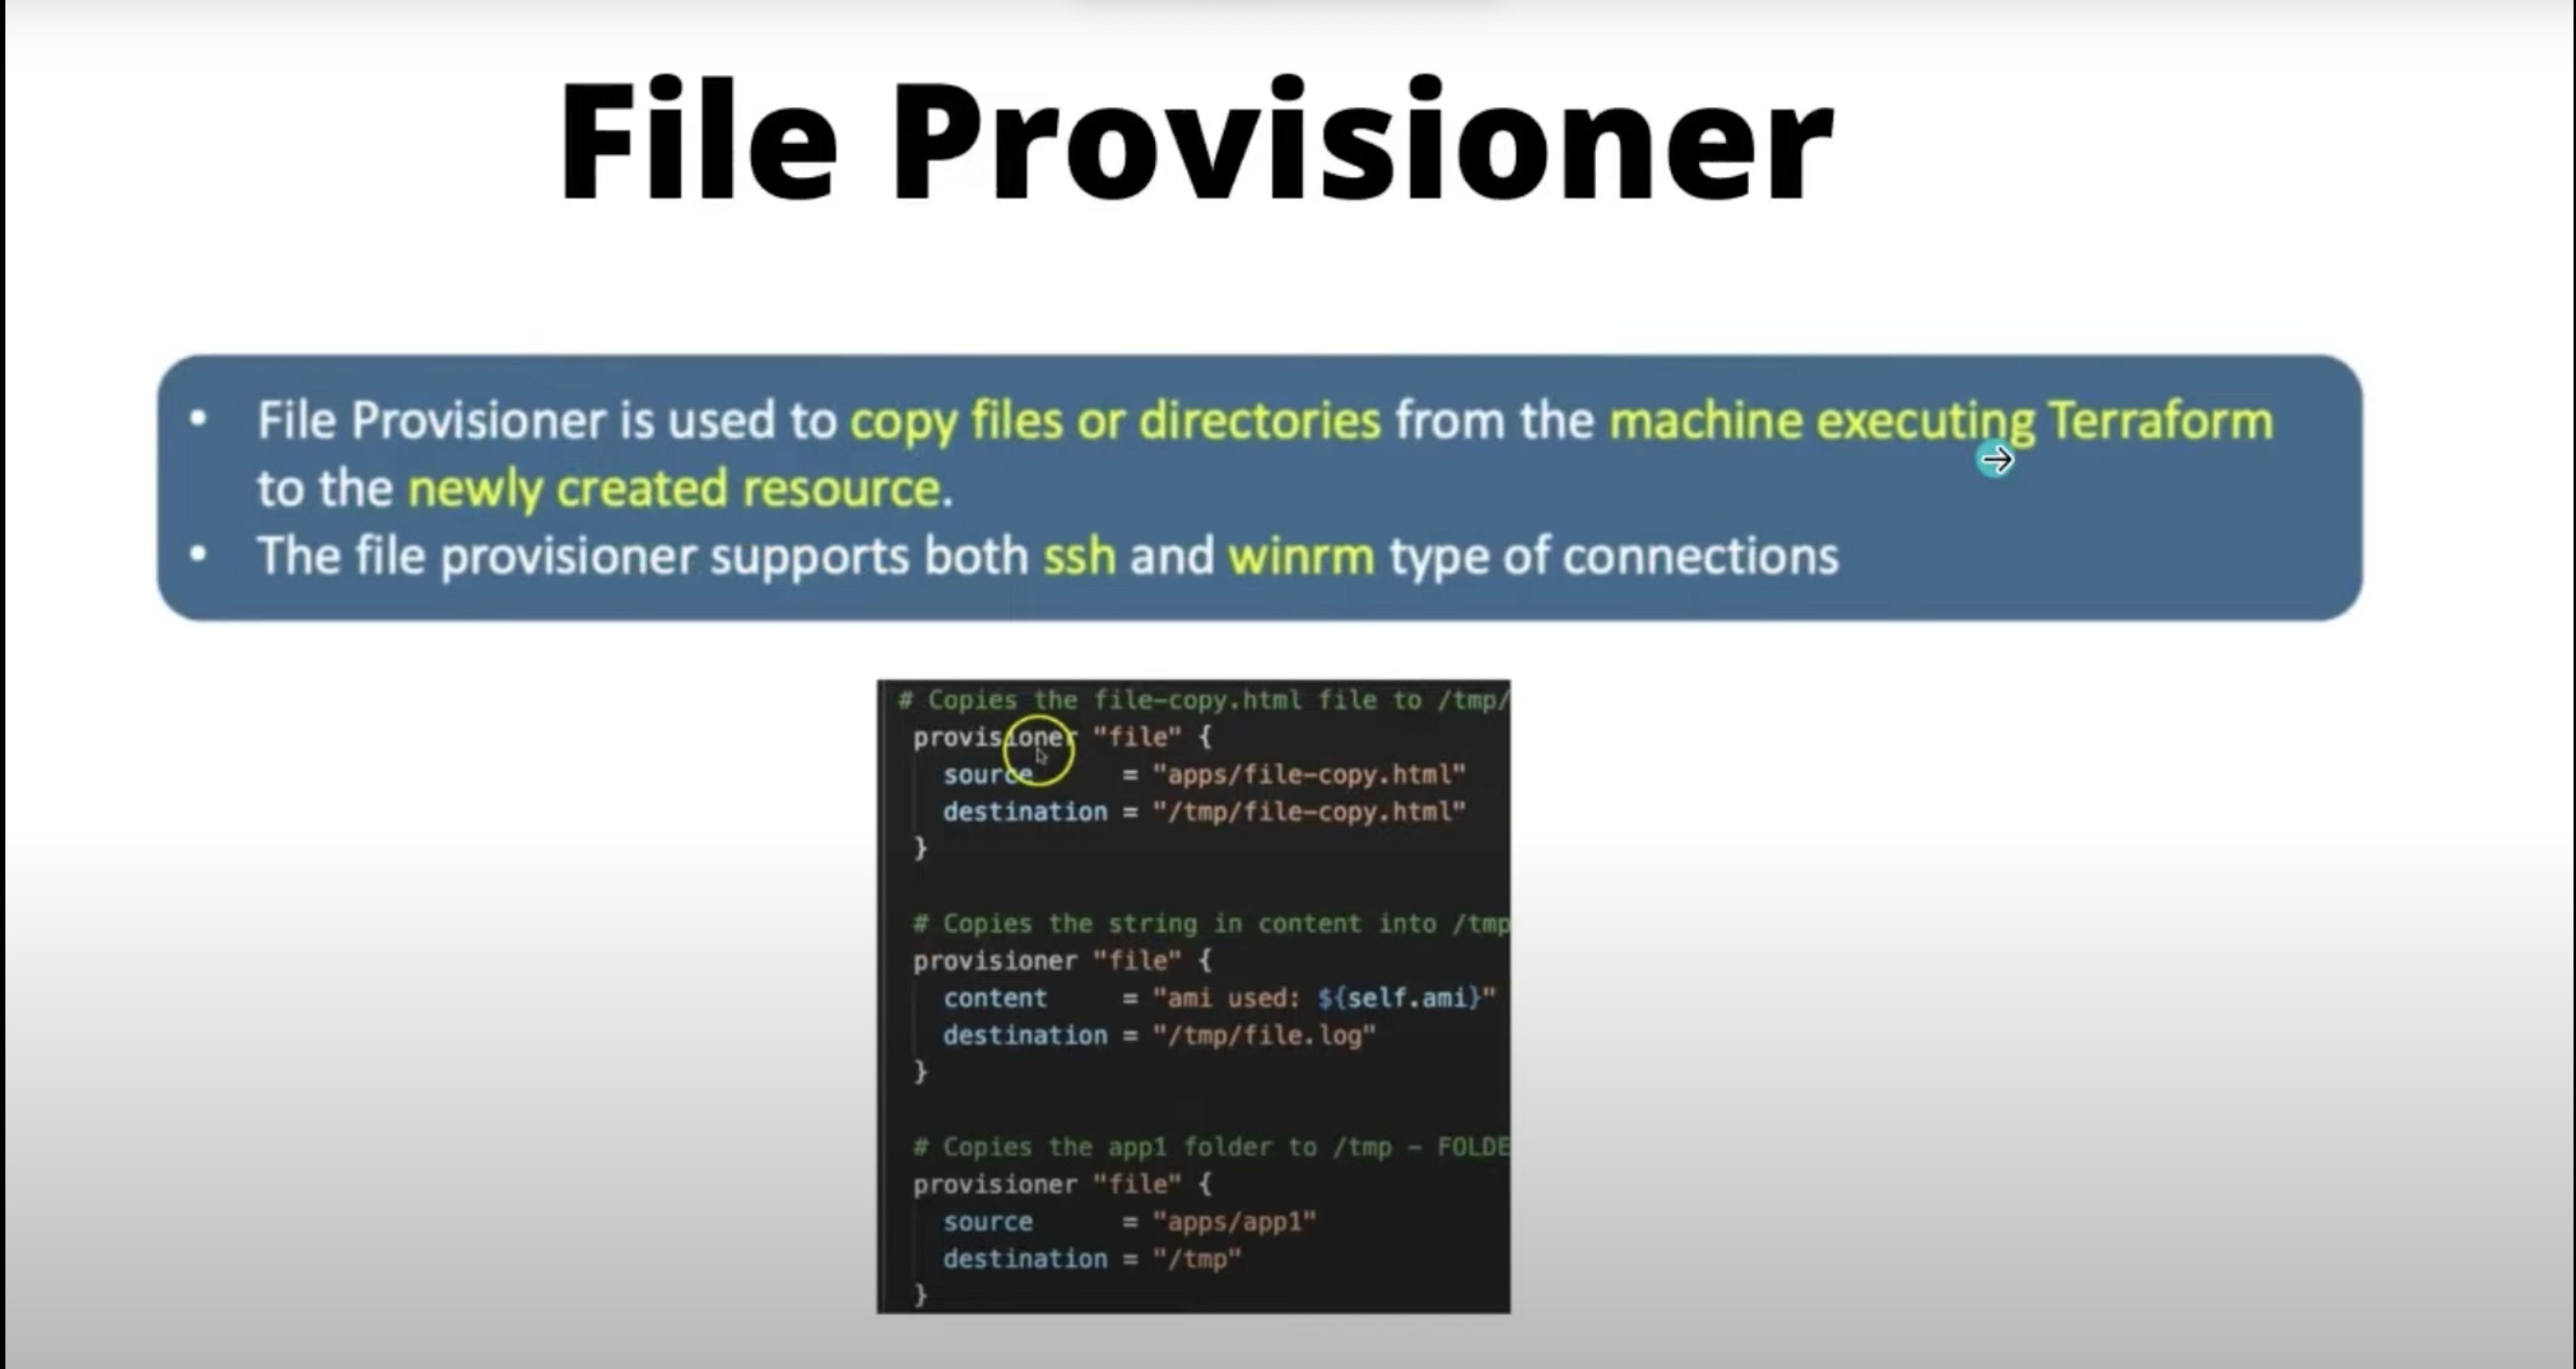 File Provisioner
• File Provisioner is used to copy files or directories from the machine executing Terraform
to the newly created resource.
• The file provisioner supports both ssh and winrm type of connections
# Copies the file-copy.html file to /tmp/
provisioner "file" {
source = "apps/file-copy.html"
destination = "/tmp/file-copy.html"
}
# Copies the string in content into /tmp
provisioner "file" {
content = "ami used: ${self.ami}"
destination = "/tmp/file.log"
}
# Copies the app1 folder to /tmp - FOLDE
provisioner "file" {
source = "apps/app1"
destination = "/tmp"
}